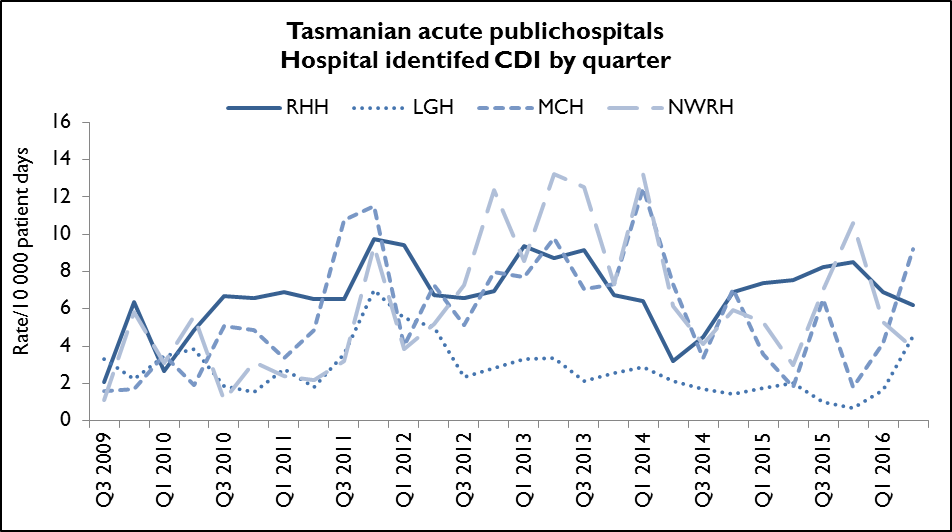 Tasmanian acute publichospitals
Hospital identifed CDI by quarter
RHH LGH MCH NWRH
Rate/10 000 patient days
16
14
12
10
8
6
4
2
0
Q3 2009
Q1 2010
Q3 2010
Q1 2011
Q3 2011
Q1 2012
Q3 2012
Q1 2013
Q3 2013
Q1 2014
Q3 2014
Q1 2015
Q3 2015
Q1 2016